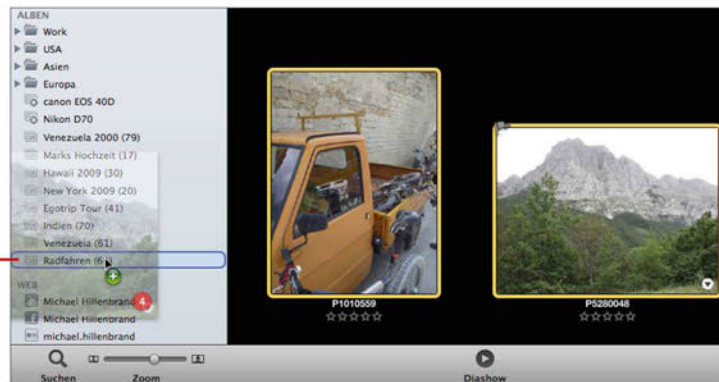 ALBEN
Work
USA
Asien
Europa
canon EOS 40D
Nikon D70
Venezuela 2000 (79)
Marks Hochzeit (17)
Hawaii 2009 (30)
New York 2009 (20)
Egotrip Tour (41)
Indien (70)
Venezuela (61)
Radfahren (6
WEB
Michael Hillenbrand
4
Michael Hillenbrand
michael.hillenbrand
P1010559
P5280048
Suchen
Zoom
Diashow